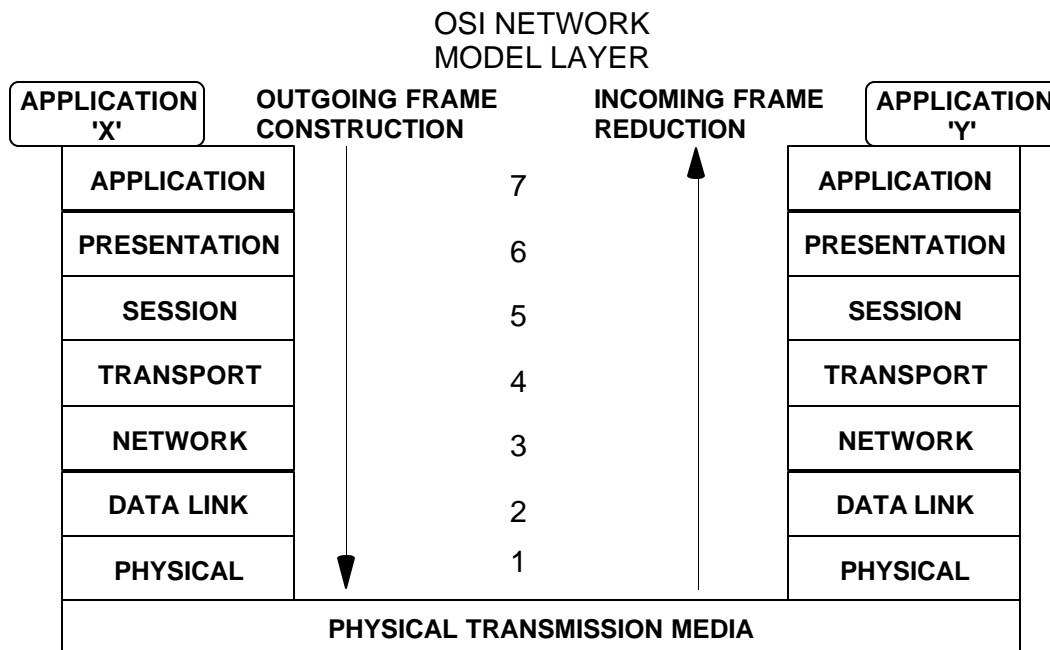 OSI NETWORK
MODEL LAYER
APPLICATION
'X'
OUTGOING FRAME
CONSTRUCTION
INCOMING FRAME
REDUCTION
APPLICATION
'Y'
APPLICATION 7 APPLICATION
PRESENTATION 6 PRESENTATION
SESSION 5 SESSION
TRANSPORT 4 TRANSPORT
NETWORK 3 NETWORK
DATA LINK 2 DATA LINK
PHYSICAL 1 PHYSICAL
PHYSICAL TRANSMISSION MEDIA